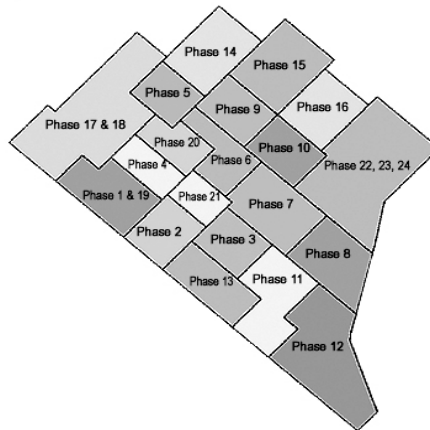 Phase 14
Phase 15
Phase 5
Phase 16
Phase 9
Phase 17 & 18
Phase 20
Phase 10
Phase 6
Phase 4
Phase 22, 23, 24
Phase 1 & 19
Phase 21
Phase 7
Phase 2
Phase 3
Phase 8
Phase 13
Phase 11
Phase 12